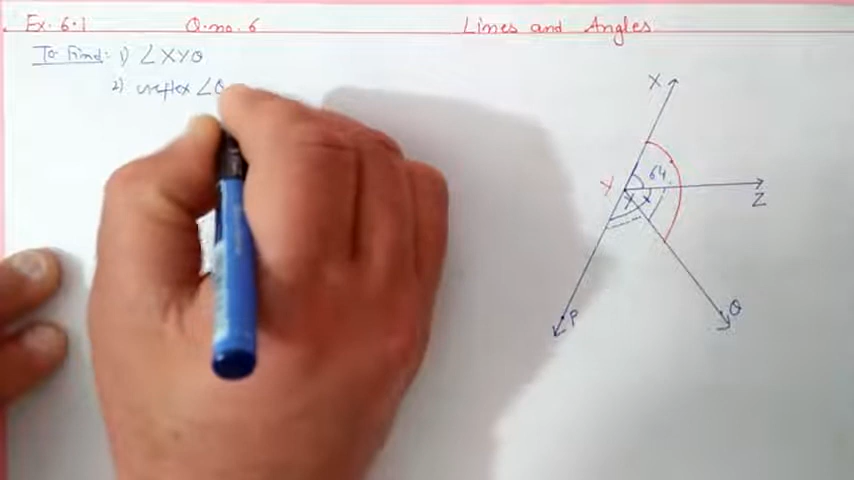 Ex. 6.1 Q.no. 6 Lines and Angles
To Find: 1) ∠XYQ
2) reflex ∠Q
X
64
Y
Z
y x
P
Q